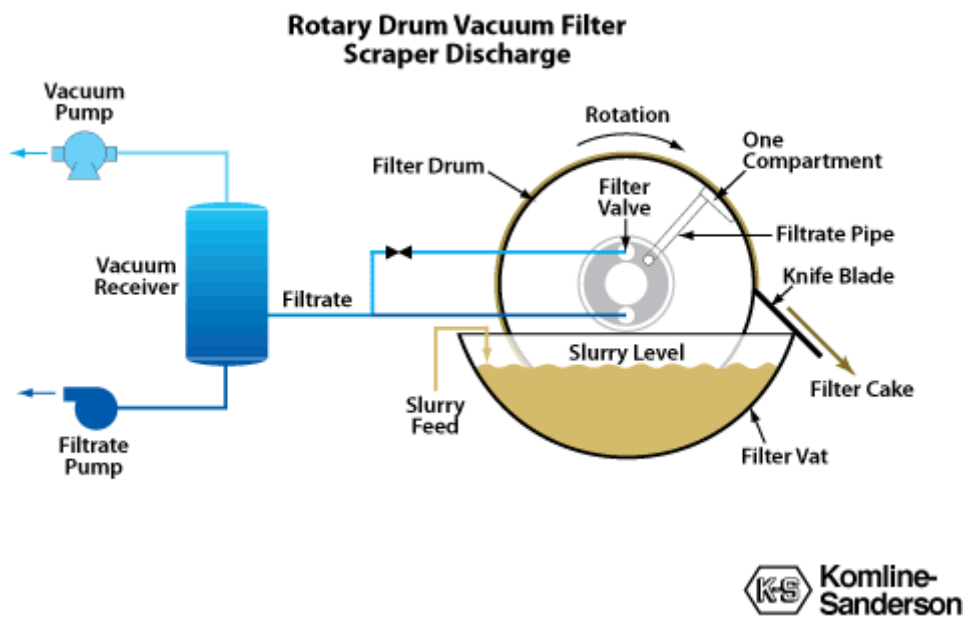 Rotary Drum Vacuum Filter
Scraper Discharge
Vacuum
Pump
Rotation
One
Compartment
Filter Drum
Filter
Valve
Filtrate Pipe
Vacuum
Receiver
Knife Blade
Filtrate
Slurry Level
Slurry
Feed
Filter Cake
Filtrate
Pump
Filter Vat
K-S
Komline-
Sanderson